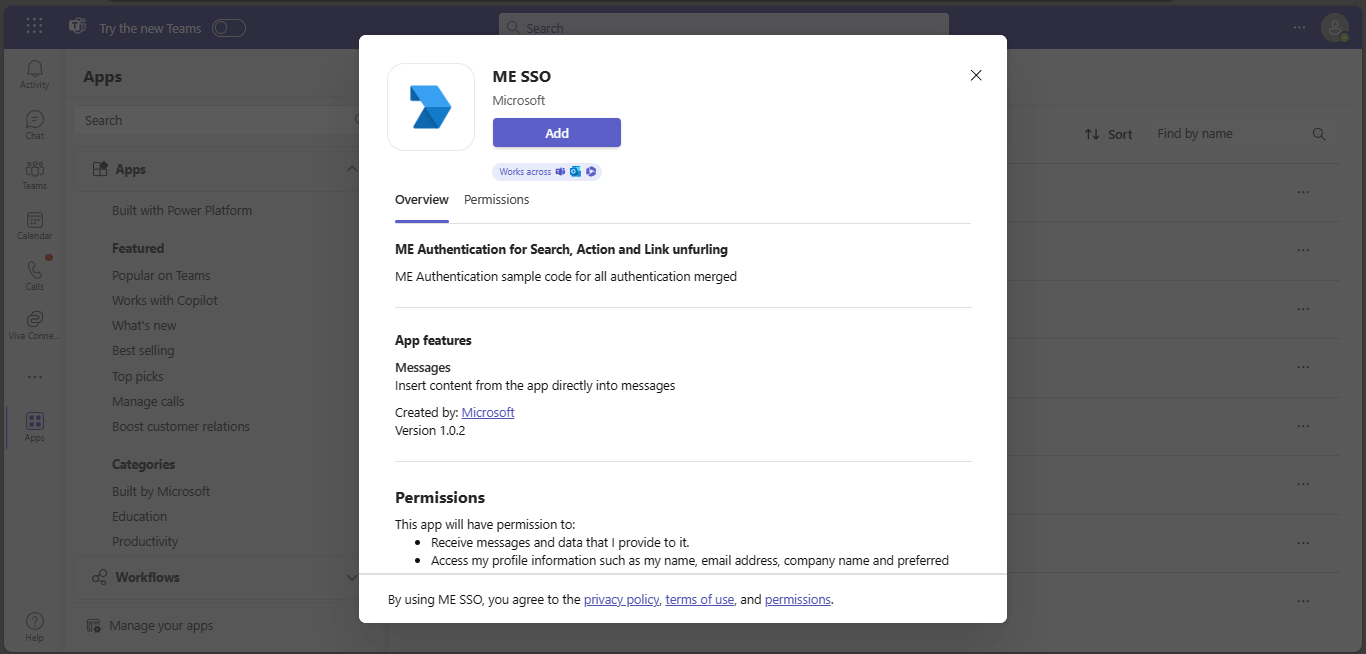 Try the new Teams
Search
Activity
Chat
Teams
Calendar
Calls
Viva Conne...
Apps
Help
Apps
Search
Apps
Built with Power Platform
Featured
Popular on Teams
Works with Copilot
What's new
Best selling
Top picks
Manage calls
Boost customer relations
Categories
Built by Microsoft
Education
Productivity
Workflows
Manage your apps
Sort
Find by name
ME SSO
Microsoft
Add
Works across
Overview Permissions
ME Authentication for Search, Action and Link unfurling
ME Authentication sample code for all authentication merged
App features
Messages
Insert content from the app directly into messages
Created by: Microsoft
Version 1.0.2
Permissions
This app will have permission to:
• Receive messages and data that I provide to it.
• Access my profile information such as my name, email address, company name and preferred
By using ME SSO, you agree to the privacy policy, terms of use, and permissions.